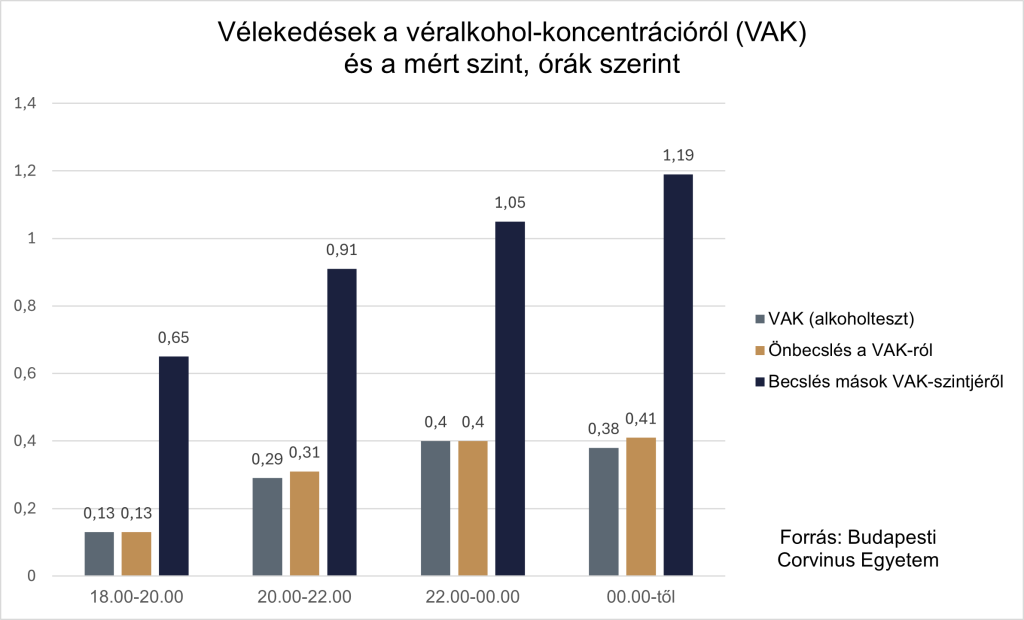 Vélekedések a véralkohol-koncentrációról (VAK)
és a mért szint, órák szerint
1,4
1,2
1
0,8
0,6
0,4
0,2
0
0,13
0,13
0,65
0,29
0,31
0,91
0,4
0,4
1,05
0,38
0,41
1,19
18.00-20.00
20.00-22.00
22.00-00.00
00.00-től
VAK (alkoholteszt)
Önbecslés a VAK-ról
Becslés mások VAK-szintjéről
Forrás: Budapesti
Corvinus Egyetem